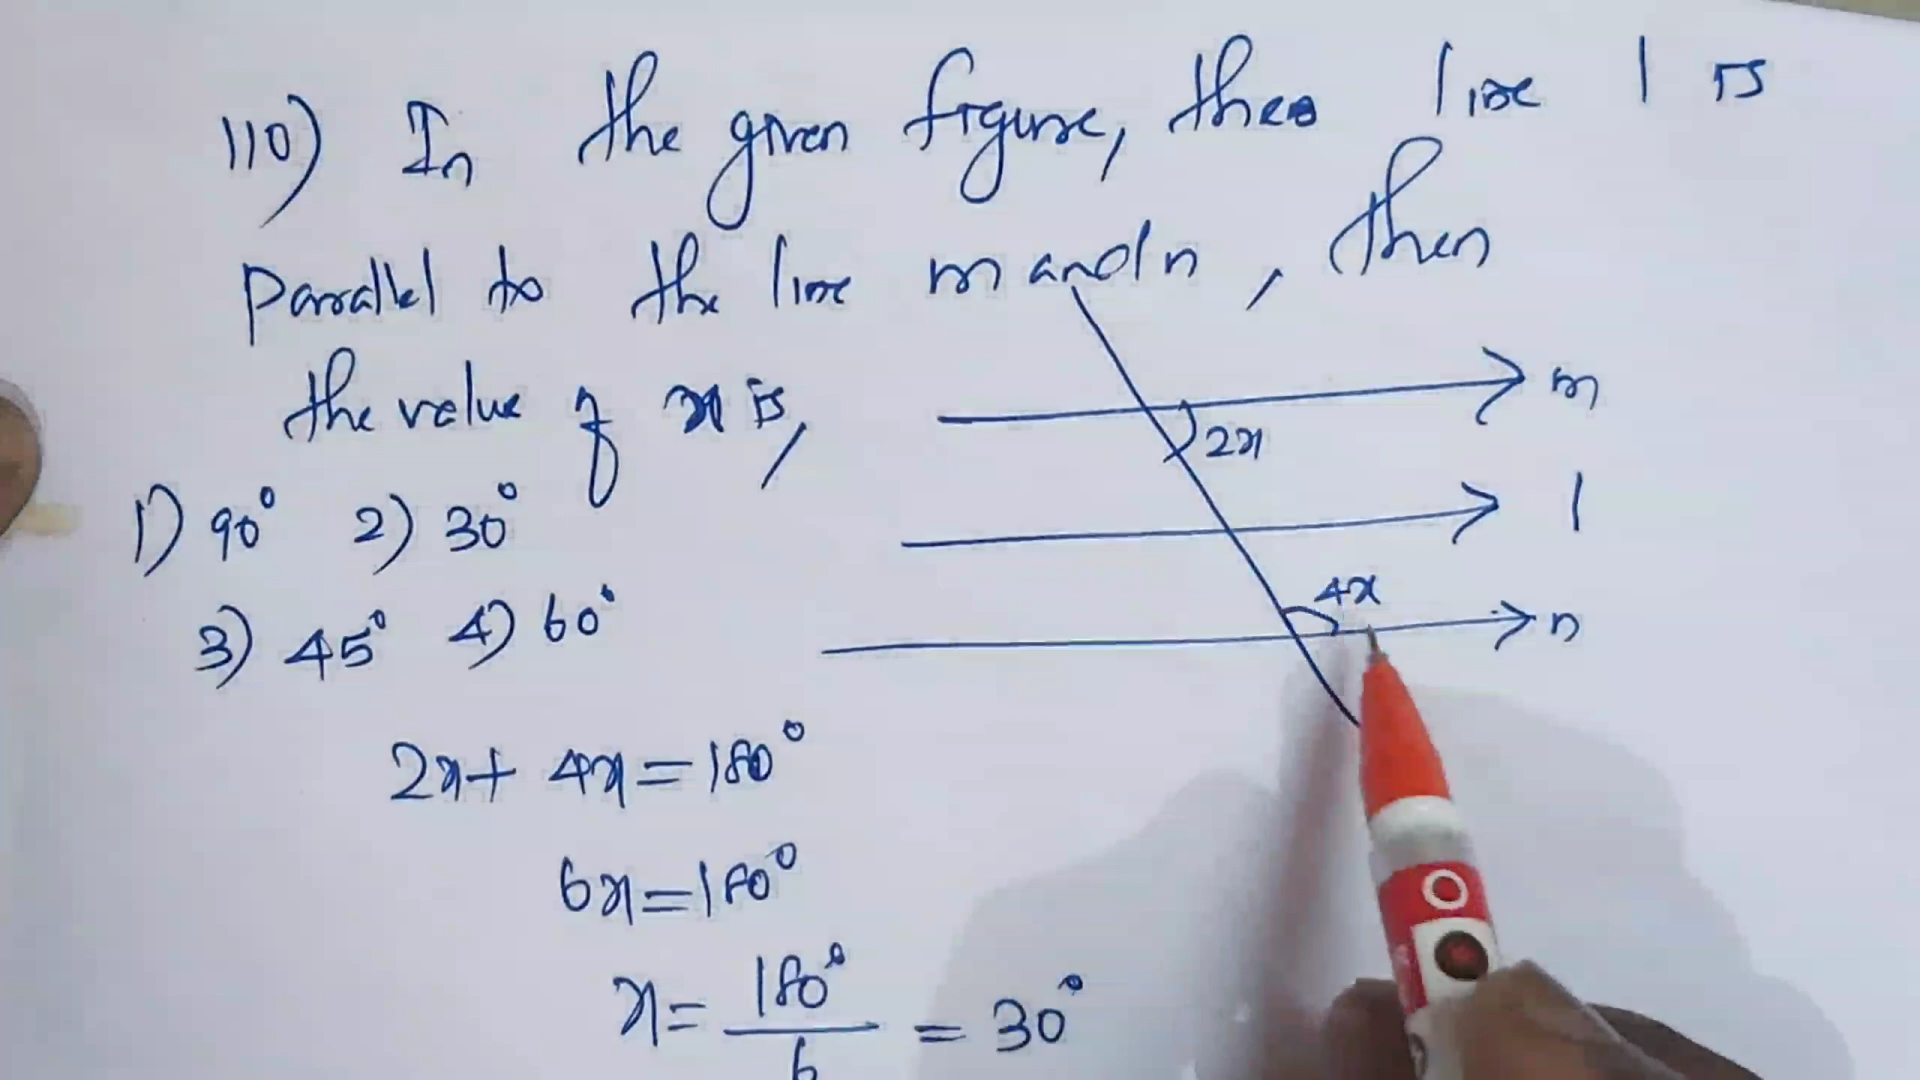 110) In the given figure, the line l is
parallel to the line m and n, then
the value of x is,
1) 90° 2) 30°
3) 45° 4) 60°
m
2x
l
4x
n
2x + 4x = 180°
6x = 180°
x = 180° / 6 = 30°